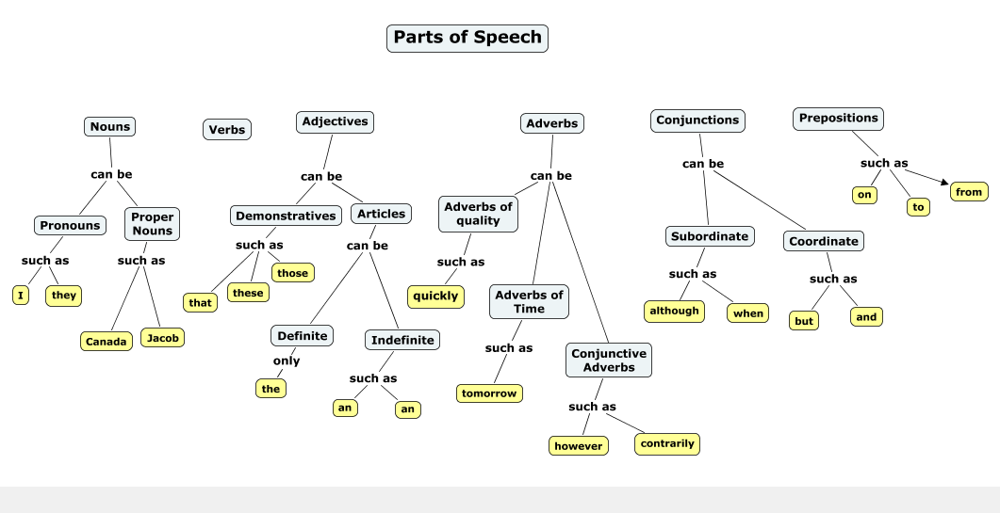 Parts of Speech
Nouns
Verbs
Adjectives
Adverbs
Conjunctions
Prepositions
can be
can be
can be
can be
such as
Pronouns
Proper
Nouns
Demonstratives
Articles
Adverbs of
quality
Subordinate
Coordinate
on
to
from
such as
such as
such as
can be
such as
such as
such as
I
they
Canada
Jacob
that
these
those
Definite
Indefinite
quickly
Adverbs of
Time
although
when
but
and
only
such as
such as
Conjunctive
Adverbs
the
an
an
tomorrow
such as
however
contrarily